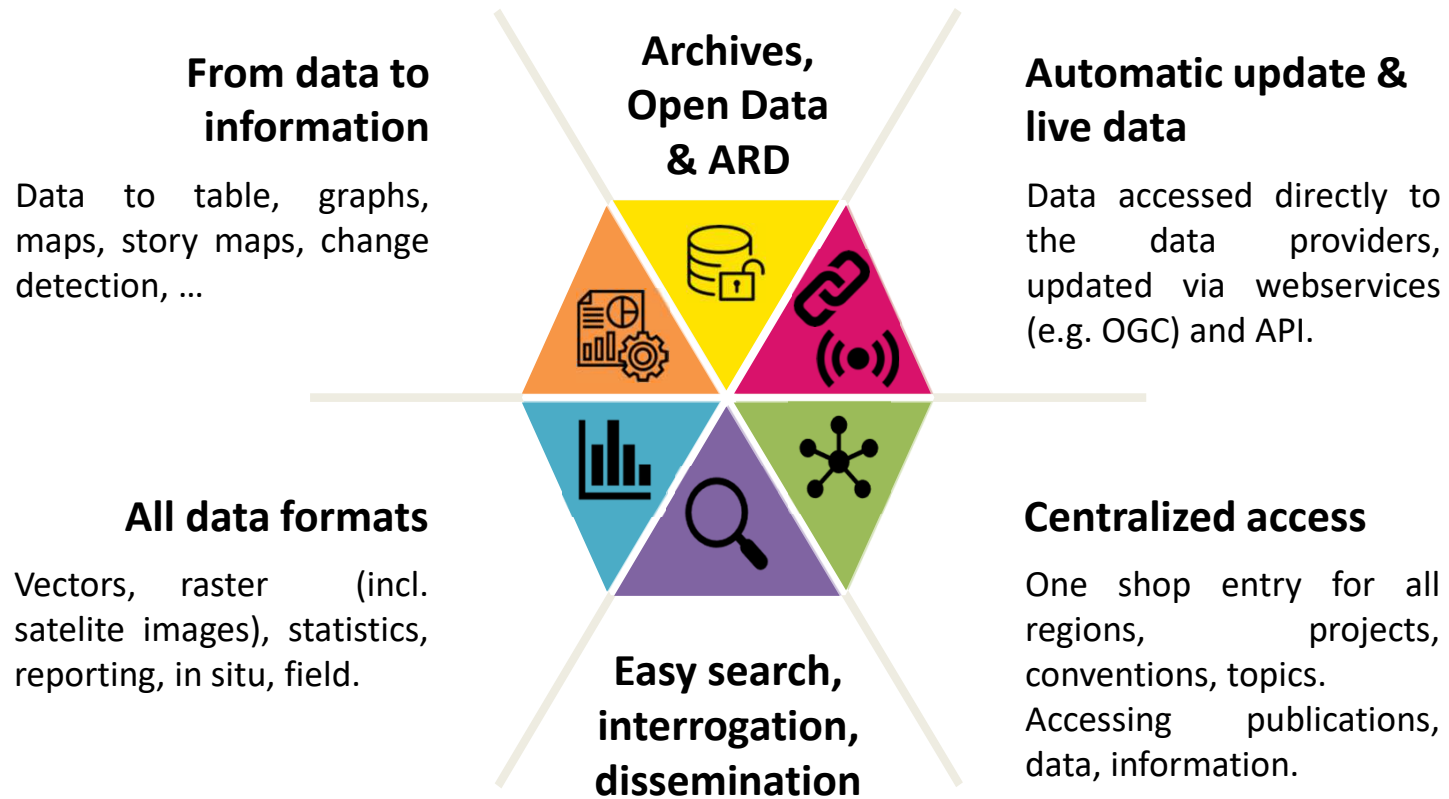 From data to
information
Data to table, graphs,
maps, story maps, change
detection, ...
Archives,
Open Data
& ARD
Automatic update &
live data
Data accessed directly to
the data providers,
updated via webservices
(e.g. OGC) and API.
All data formats
Vectors, raster (incl.
satelite images), statistics,
reporting, in situ, field.
Easy search,
interrogation,
dissemination
Centralized access
One shop entry for all
regions, projects,
conventions, topics.
Accessing publications,
data, information.